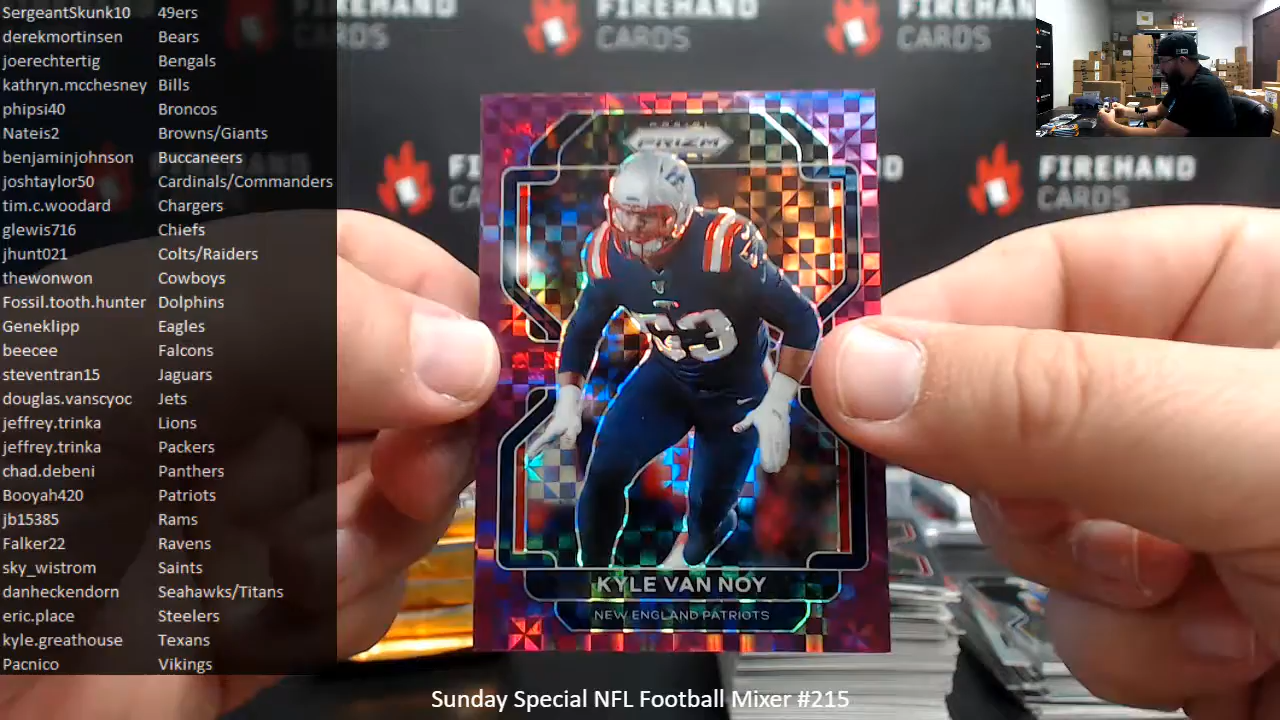 SergeantSkunk10 49ers
derekmortinsen Bears
joerechtertig Bengals
kathryn.mcchesney Bills
phipsi40 Broncos
Nateis2 Browns/Giants
benjaminjohnson Buccaneers
joshtaylor50 Cardinals/Commanders
tim.c.woodard Chargers
glewis716 Chiefs
jhunt021 Colts/Raiders
thewonwon Cowboys
Fossil.tooth.hunter Dolphins
Geneklipp Eagles
beecee Falcons
steventran15 Jaguars
douglas.vanscyoc Jets
jeffrey.trinka Lions
jeffrey.trinka Packers
chad.debeni Panthers
Booyah420 Patriots
jb15385 Rams
Falker22 Ravens
sky_wistrom Saints
danheckendorn Seahawks/Titans
eric.place Steelers
kyle.greathouse Texans
Pacnico Vikings
FIREHAND
CARDS
FIREHAND
CARDS
PANINI
PRIZM
53
KYLE VAN NOY
NEW ENGLAND PATRIOTS
Sunday Special NFL Football Mixer #215